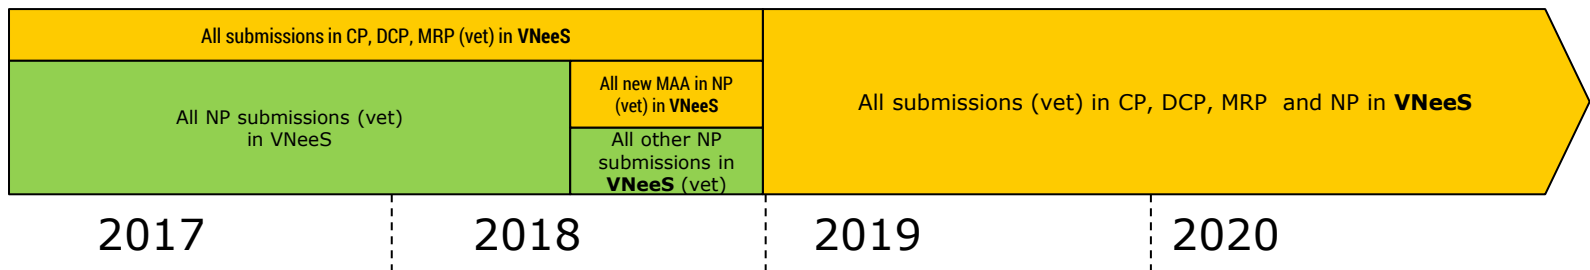 All submissions in CP, DCP, MRP (vet) in VNeeS
All NP submissions (vet)
in VNeeS
All new MAA in NP
(vet) in VNeeS
All other NP
submissions in
VNeeS (vet)
All submissions (vet) in CP, DCP, MRP and NP in VNeeS
2017
2018
2019
2020